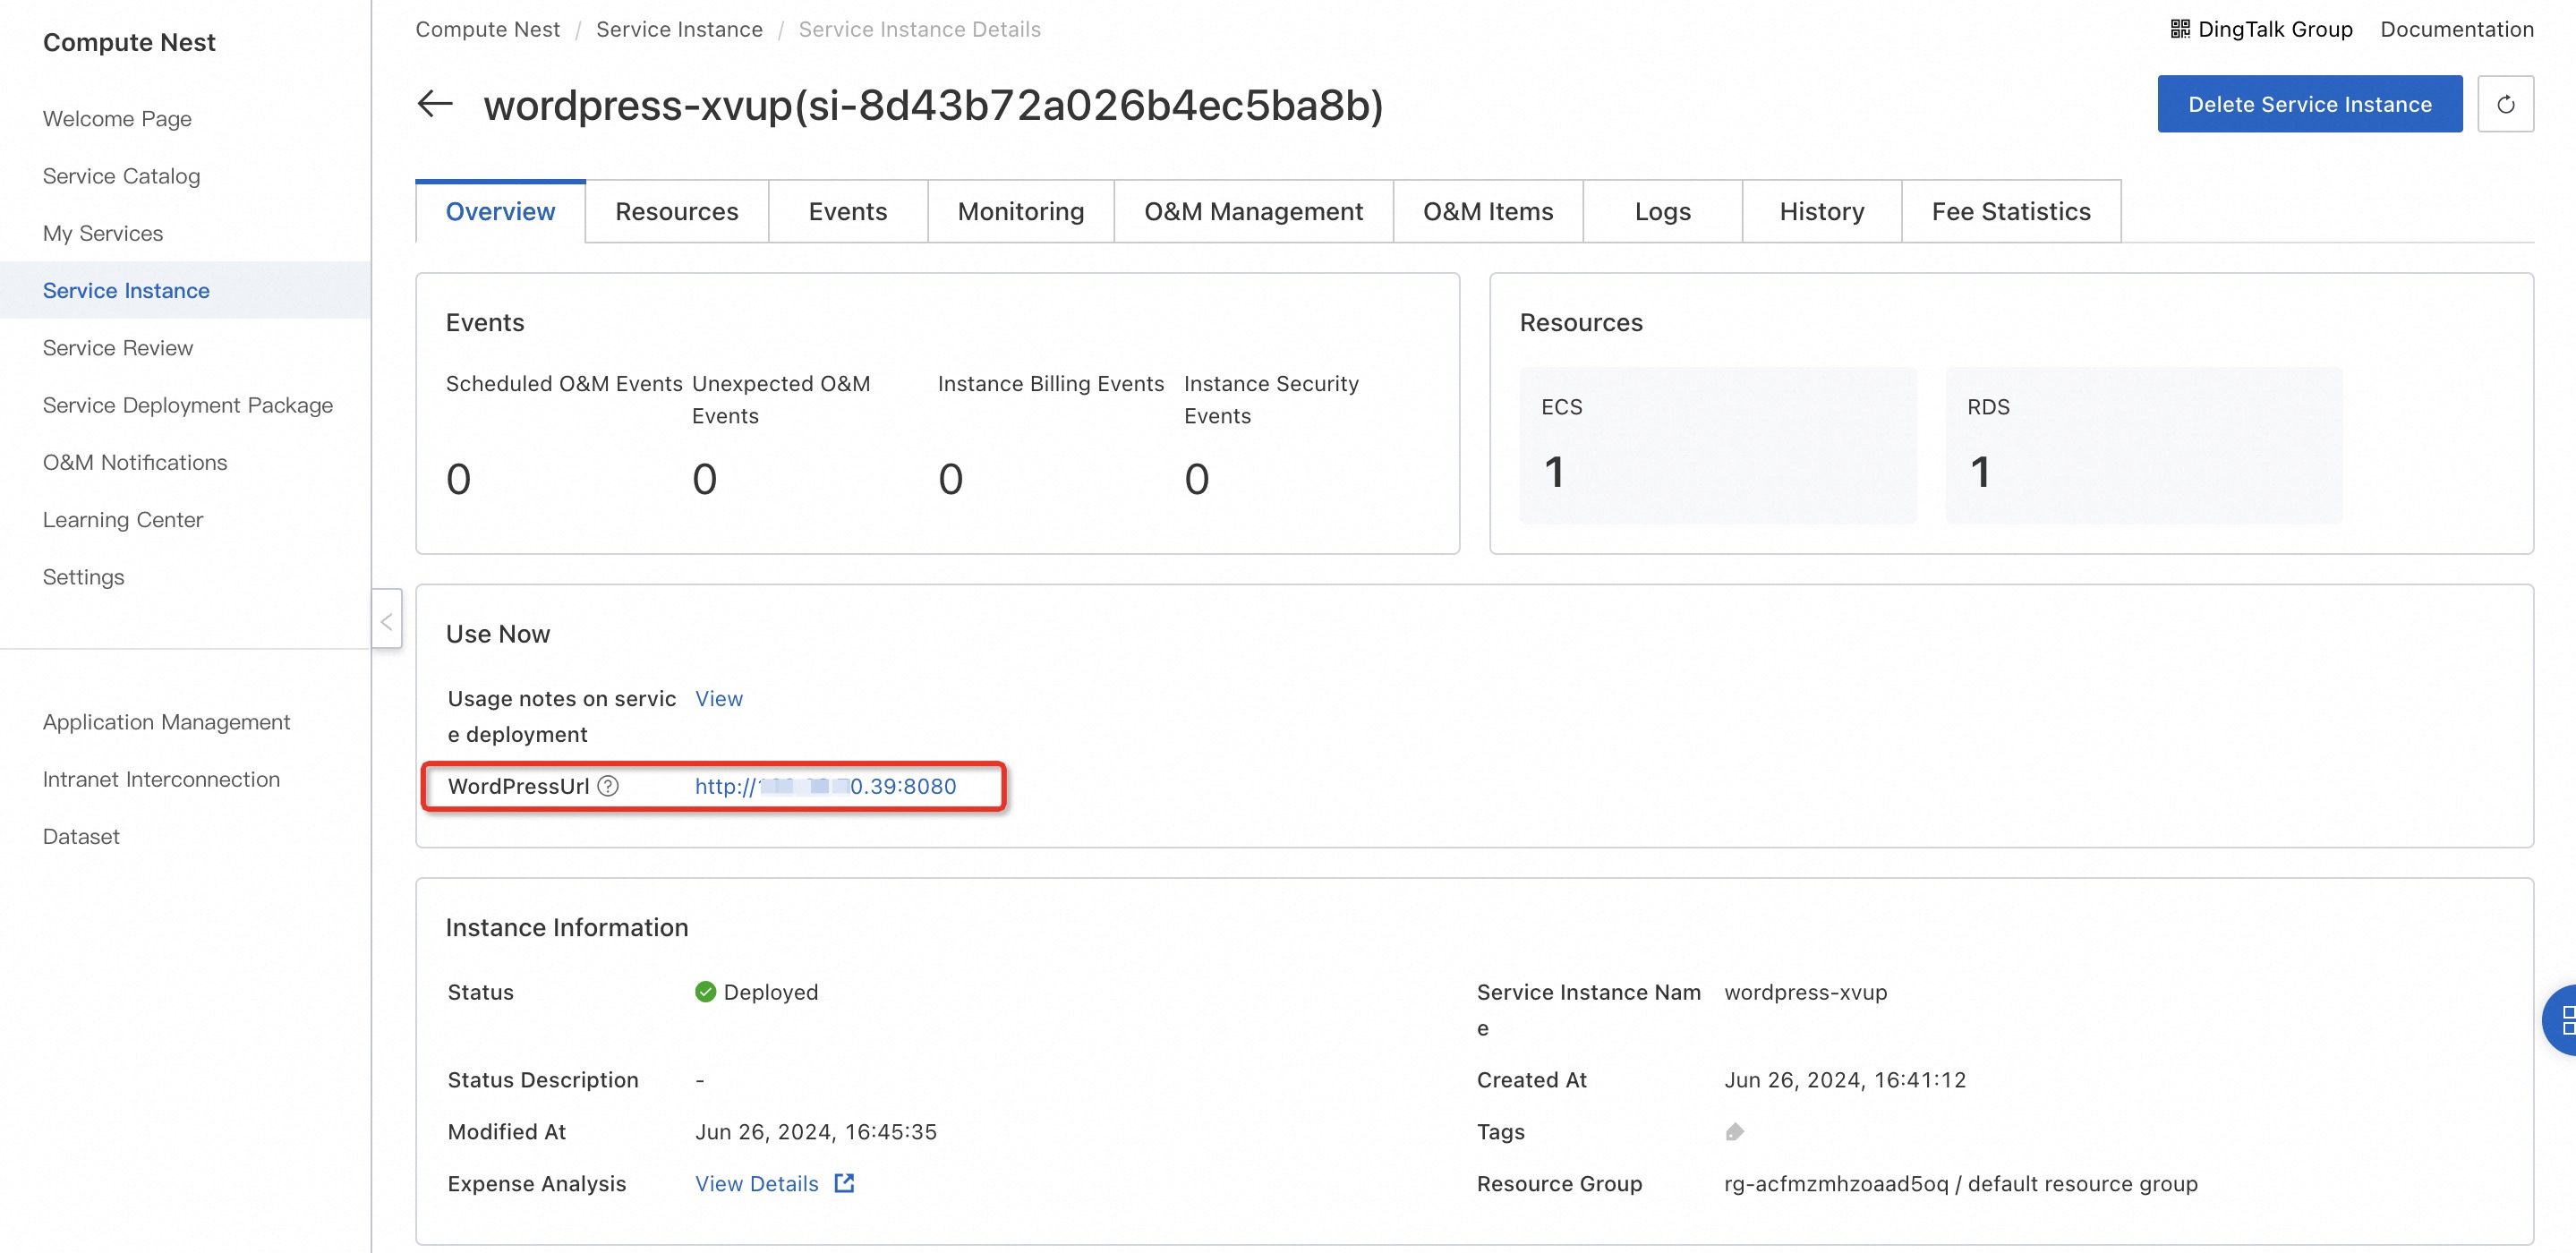 Compute Nest
Welcome Page
Service Catalog
My Services
Service Instance
Service Review
Service Deployment Package
O&M Notifications
Learning Center
Settings
Application Management
Intranet Interconnection
Dataset
Compute Nest / Service Instance / Service Instance Details
DingTalk Group Documentation
wordpress-xvup(si-8d43b72a026b4ec5ba8b)
Delete Service Instance
Overview Resources Events Monitoring O&M Management O&M Items Logs History Fee Statistics
Events
Scheduled O&M Events Unexpected O&M Instance Billing Events Instance Security
Events Events
0 0 0 0
Resources
ECS RDS
1 1
Use Now
Usage notes on servic View
e deployment
WordPressUrl http:// 0.39:8080
Instance Information
Status Deployed Service Instance Nam wordpress-xvup
e
Status Description - Created At Jun 26, 2024, 16:41:12
Modified At Jun 26, 2024, 16:45:35 Tags
Expense Analysis View Details Resource Group rg-acfmzmhzoaad5oq / default resource group